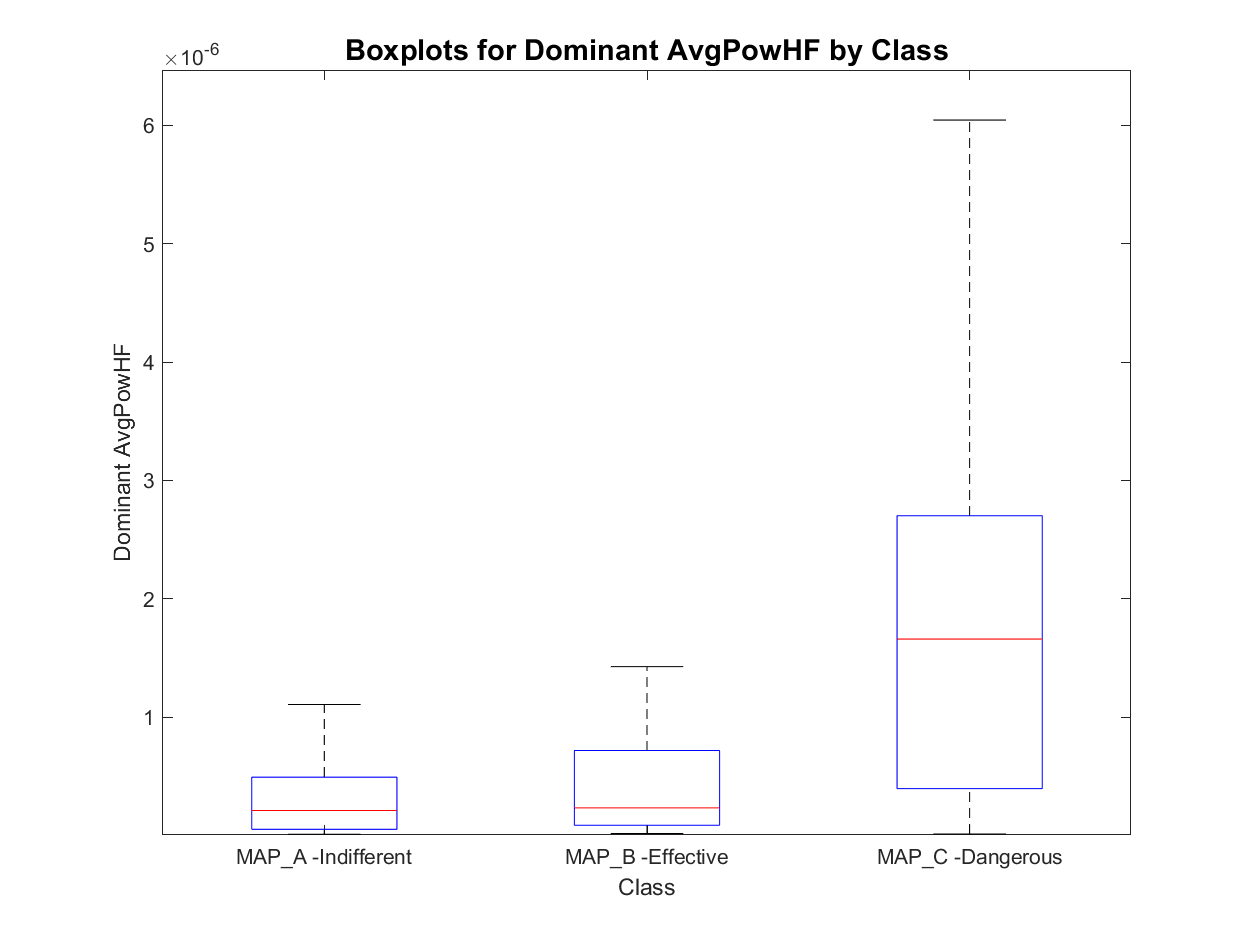 ×10-6
Boxplots for Dominant AvgPowHF by Class
6
5
4
3
2
1
Dominant AvgPowHF
MAP_A -Indifferent
MAP_B -Effective
MAP_C -Dangerous
Class